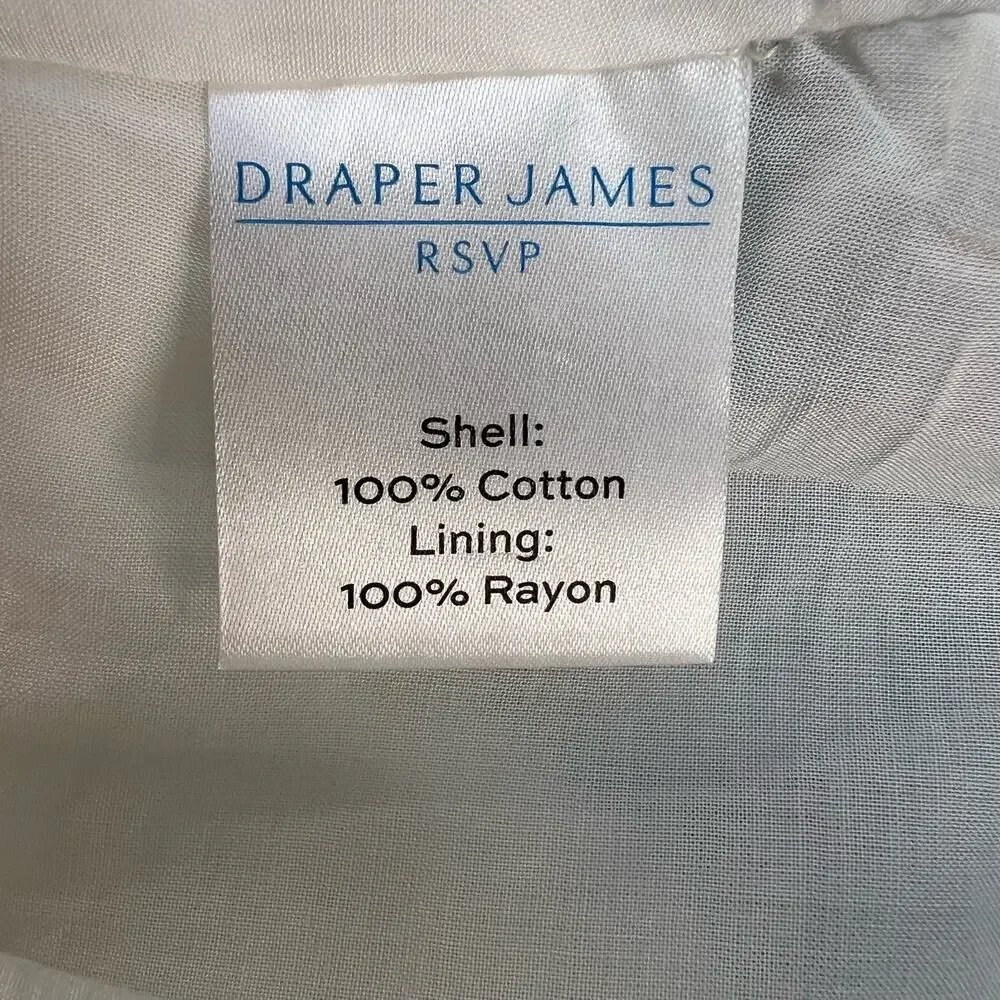 DRAPER JAMES
RSVP
Shell:
100% Cotton
Lining:
100% Rayon